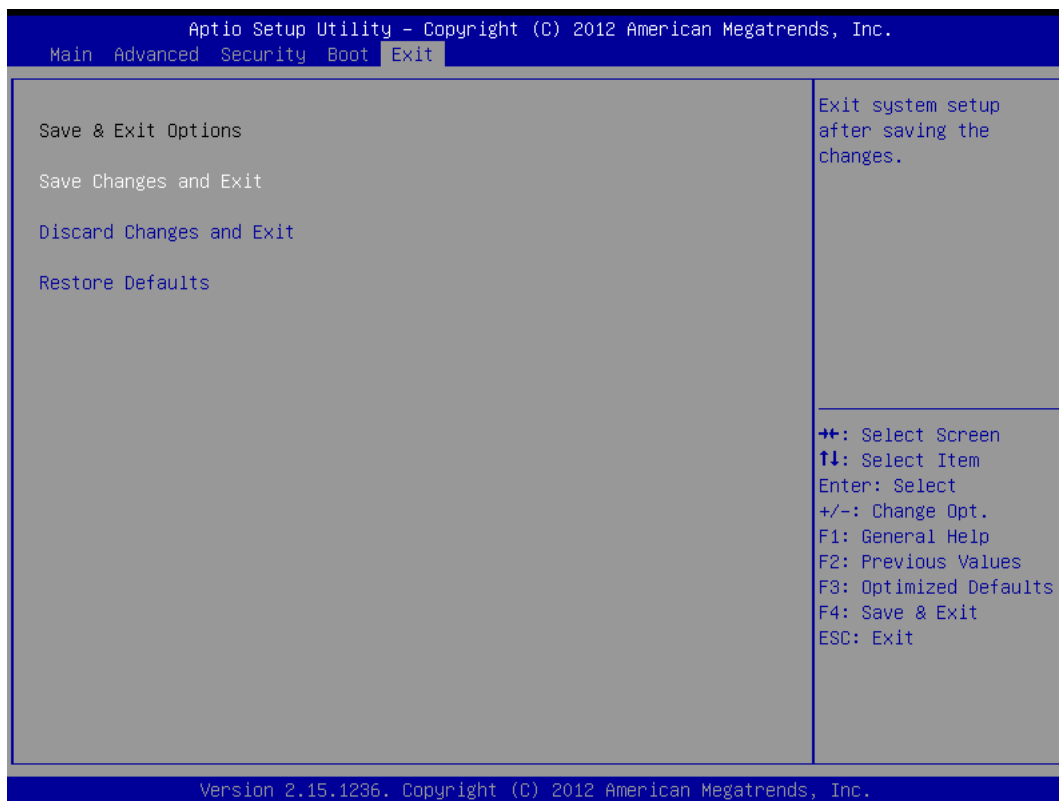 Aptio Setup Utility – Copyright (C) 2012 American Megatrends, Inc.
Main Advanced Security Boot Exit
Save & Exit Options
Save Changes and Exit
Discard Changes and Exit
Restore Defaults
Exit system setup
after saving the
changes.
→←: Select Screen
↑↓: Select Item
Enter: Select
+/-: Change Opt.
F1: General Help
F2: Previous Values
F3: Optimized Defaults
F4: Save & Exit
ESC: Exit
Version 2.15.1236. Copyright (C) 2012 American Megatrends, Inc.